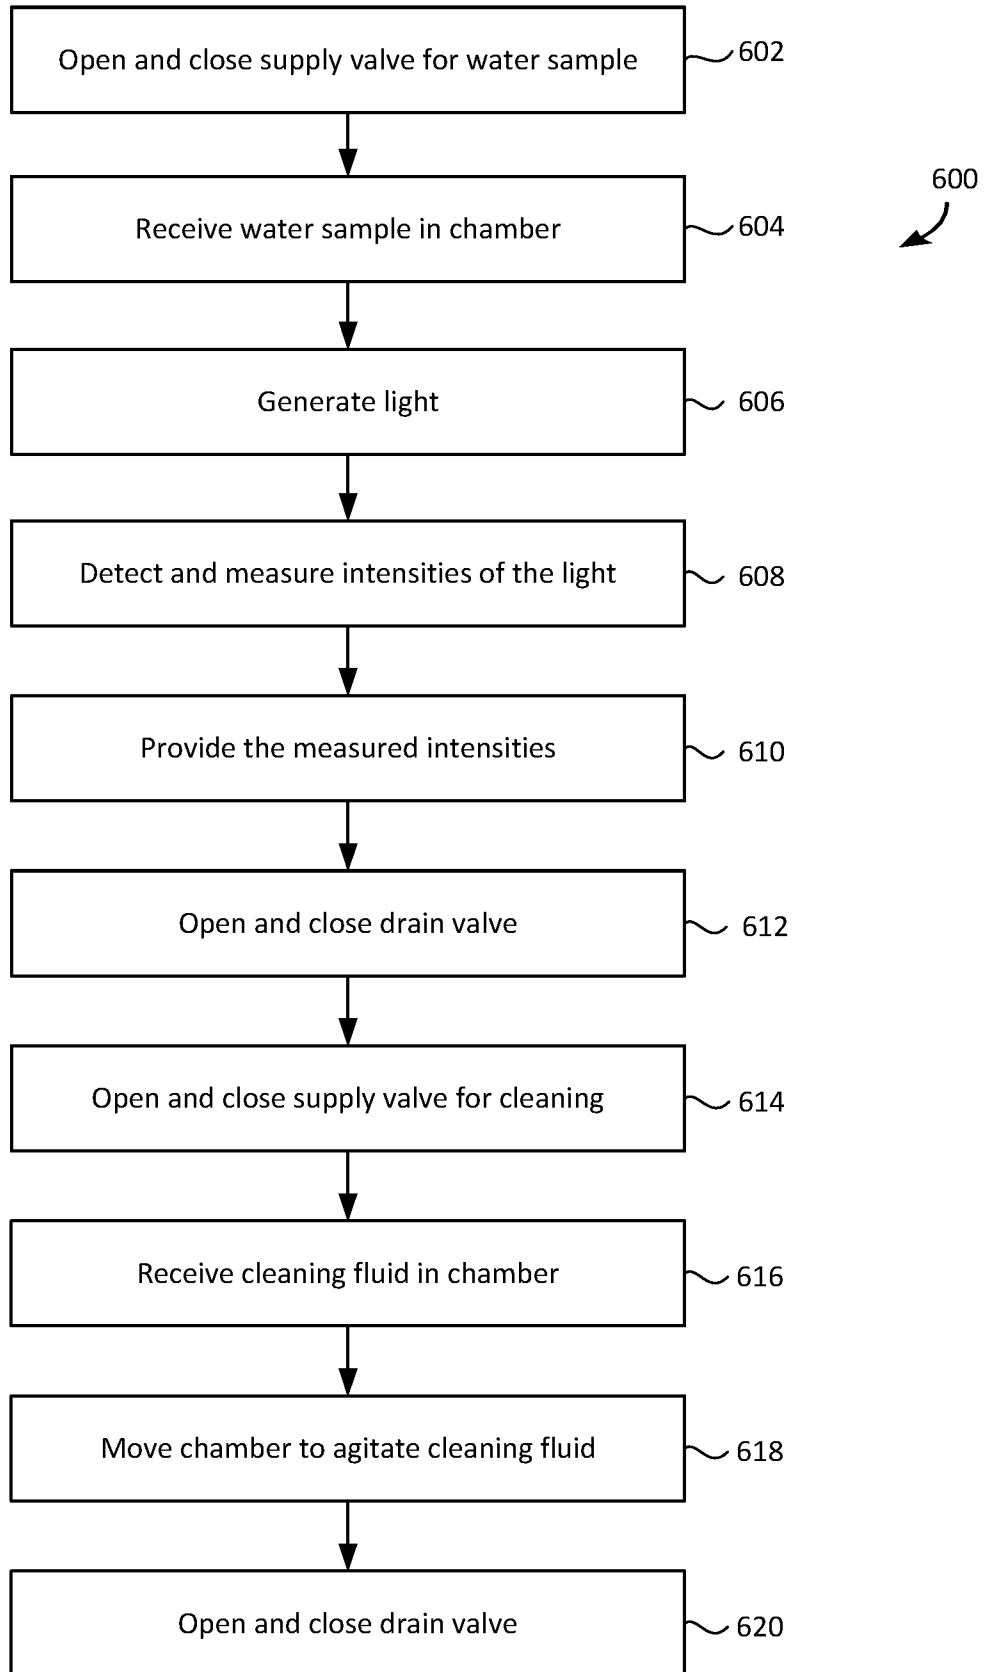 Open and close supply valve for water sample
602
600
Receive water sample in chamber
604
Generate light
606
Detect and measure intensities of the light
608
Provide the measured intensities
610
Open and close drain valve
612
Open and close supply valve for cleaning
614
Receive cleaning fluid in chamber
616
Move chamber to agitate cleaning fluid
618
Open and close drain valve
620